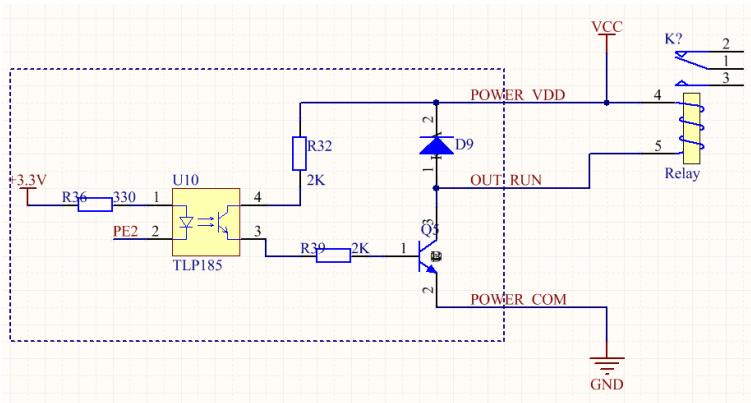 VCC
K?
2
1
3
POWER_VDD
4
2
R32
D9
5
2K
1
OUT_RUN
Relay
+3.3V
R36
330
1
U10
4
3
Q5
PE2
2
3
R39
2K
1
TLP185
2
POWER_COM
GND